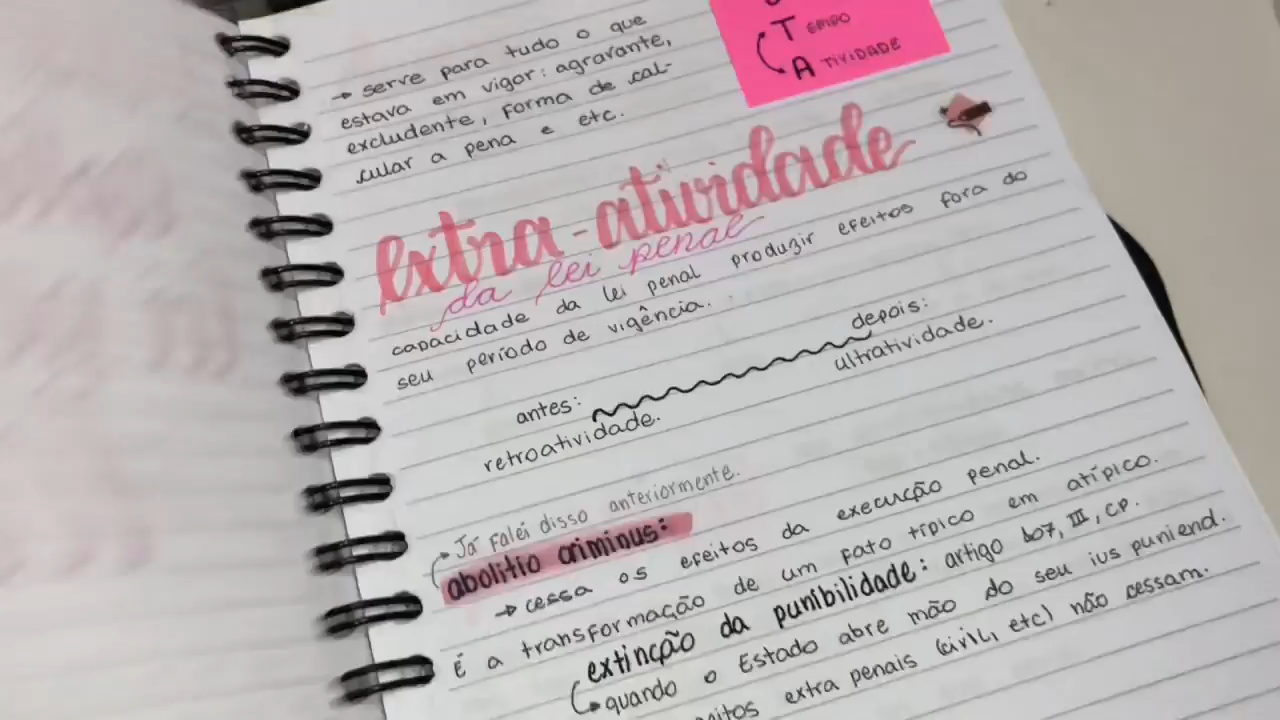 → serve para tudo o que
estava em vigor: agravante,
excludente, forma de cal-
cular a pena e etc.
TEMPO
ATIVIDADE
extra-atividade
da lei penal
capacidade da lei penal produzir efeitos fora do
seu período de vigência.
antes:
depois:
retroatividade.
ultratividade.
Já falei disso anteriormente.
abolitio criminus:
→ cessa os efeitos da execução penal.
É a transformação de um fato típico em atípico.
extinção da punibilidade: artigo 107, III, CP.
quando o Estado abre mão do seu ius puniend.
extra penais (civil, etc) não cessam.